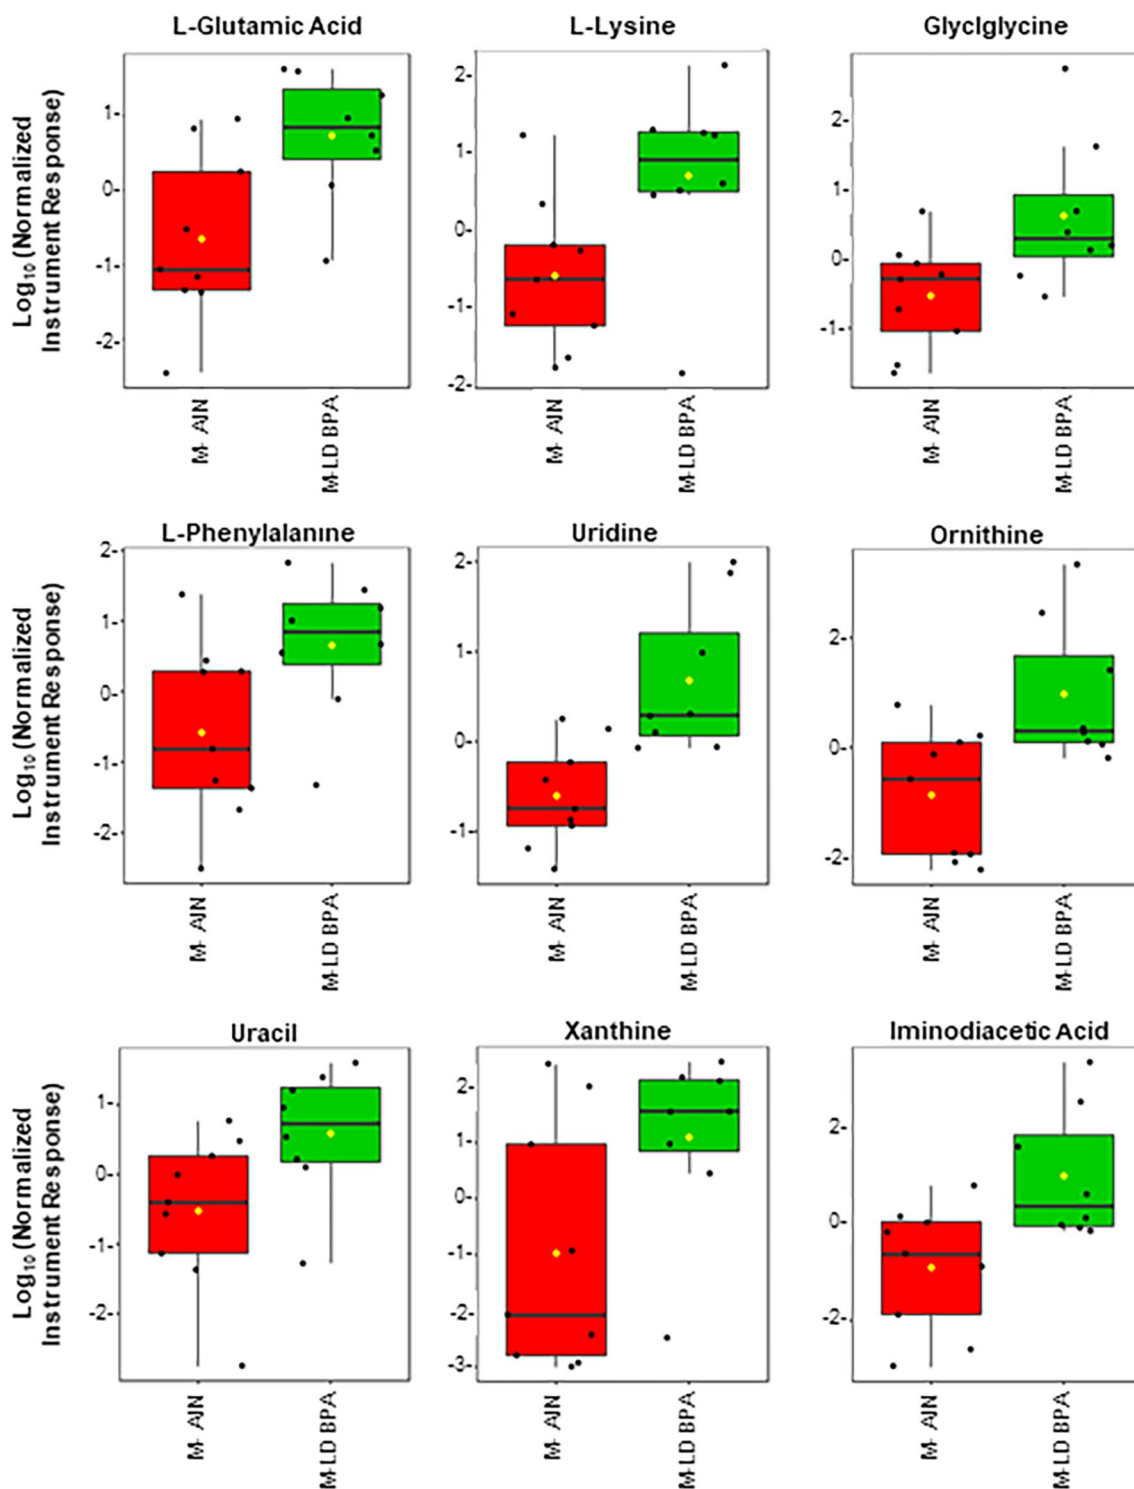 L-Glutamic Acid
L-Lysine
Glyclglycine
Log₁₀ (Normalized
Instrument Response)
1-
0-
-1-
-2-
2-
1-
0-
-1-
-2-
2-
1-
0-
-1-
M- AIN
M-LD BPA
M- AIN
M-LD BPA
M- AIN
M-LD BPA
L-Phenylalanine
Uridine
Ornithine
Log₁₀ (Normalized
Instrument Response)
2-
1-
0-
-1-
-2-
2-
1-
0-
-1-
2-
0-
-2-
M- AIN
M-LD BPA
M- AIN
M-LD BPA
M- AIN
M-LD BPA
Uracil
Xanthine
Iminodiacetic Acid
Log₁₀ (Normalized
Instrument Response)
1-
0-
-1-
-2-
2-
1-
0-
-1-
-2-
-3-
2-
0-
-2-
M- AIN
M-LD BPA
M- AIN
M-LD BPA
M- AIN
M-LD BPA